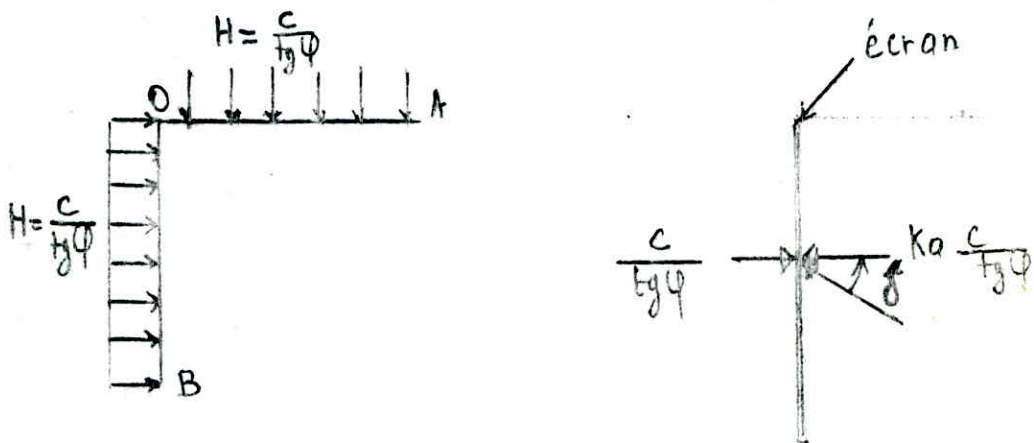 H = c/tgφ
O
A
H = c/tgφ
B
écran
c/tgφ
Ka c/tgφ